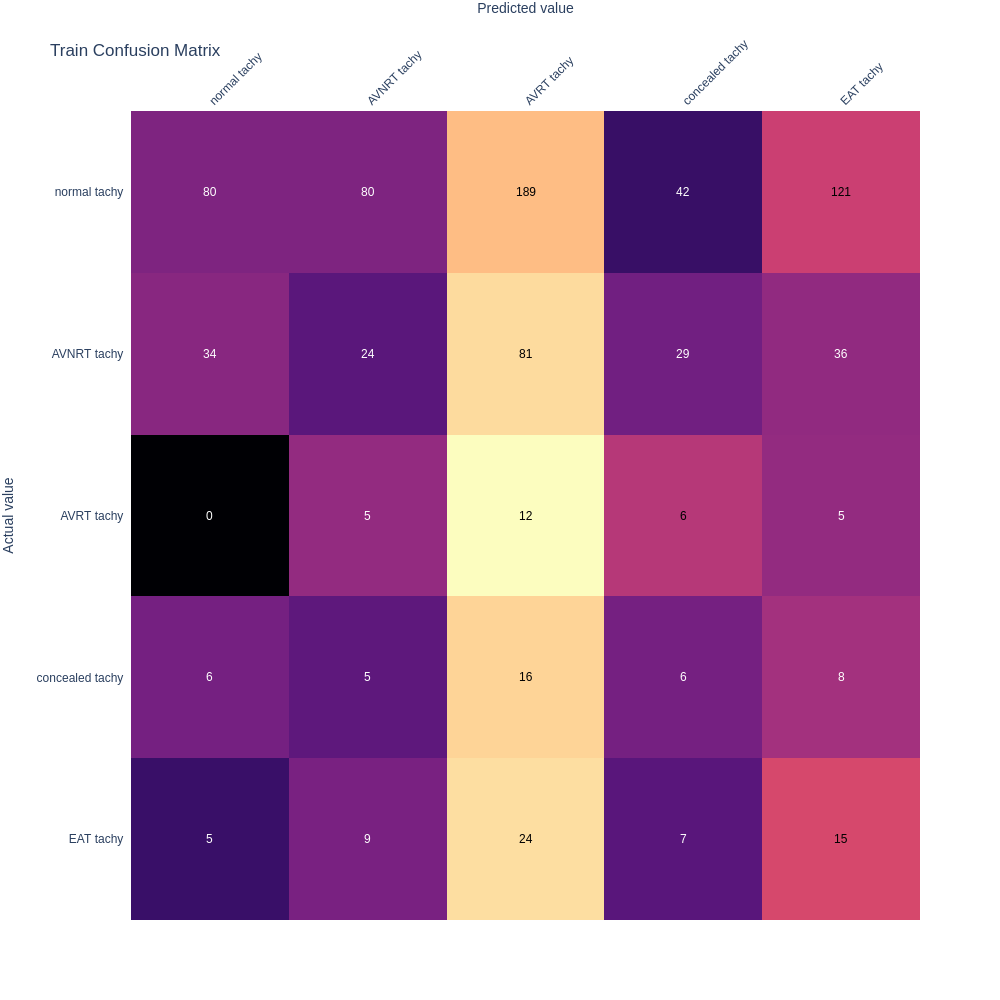 Predicted value
Train Confusion Matrix
normal tachy AVNRT tachy AVRT tachy concealed tachy EAT tachy
normal tachy 80 80 189 42 121
AVNRT tachy 34 24 81 29 36
AVRT tachy 0 5 12 6 5
concealed tachy 6 5 16 6 8
EAT tachy 5 9 24 7 15
Actual value